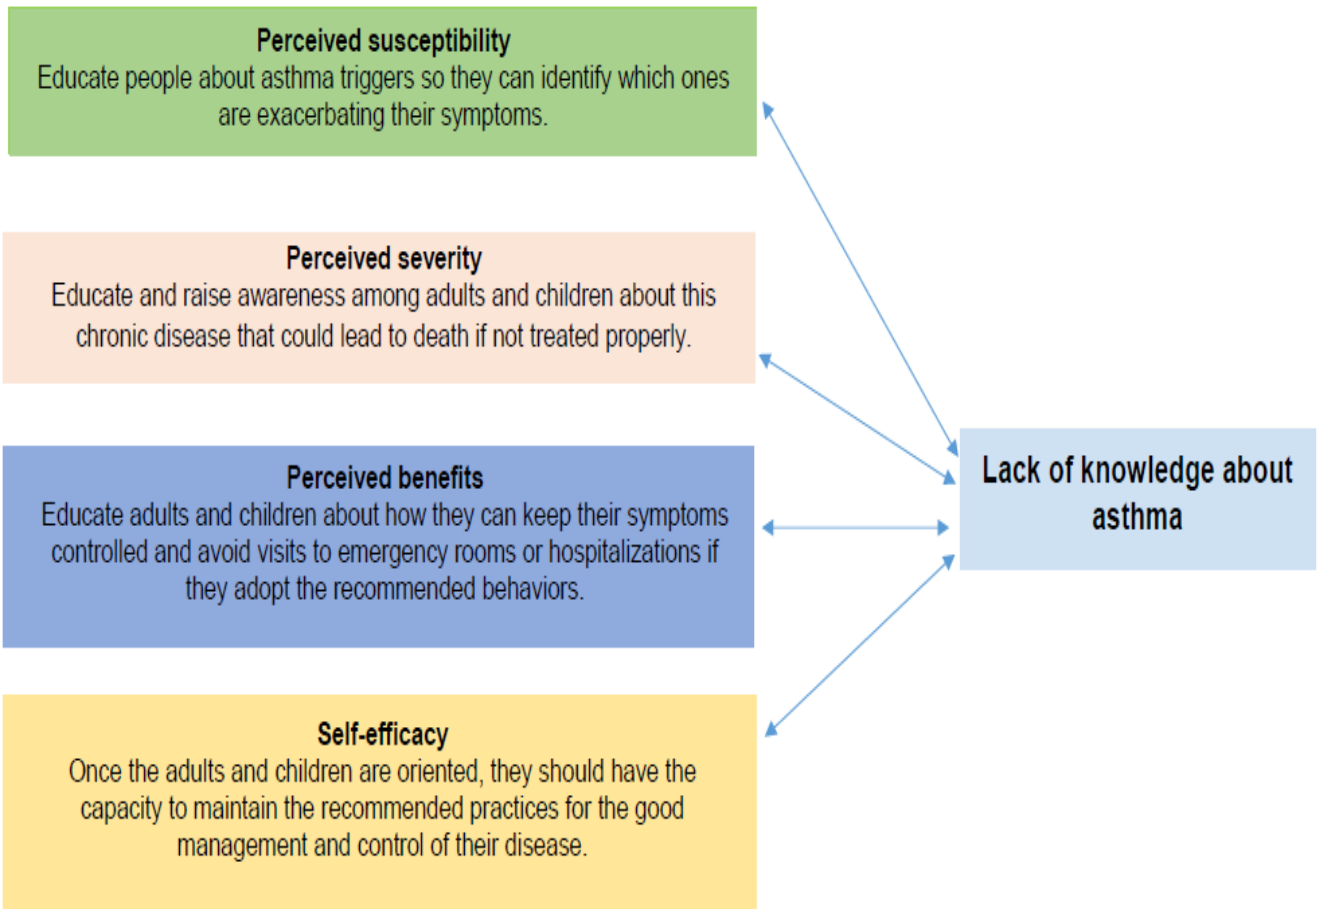 Perceived susceptibility
Educate people about asthma triggers so they can identify which ones
are exacerbating their symptoms.
Perceived severity
Educate and raise awareness among adults and children about this
chronic disease that could lead to death if not treated properly.
Perceived benefits
Educate adults and children about how they can keep their symptoms
controlled and avoid visits to emergency rooms or hospitalizations if
they adopt the recommended behaviors.
Self-efficacy
Once the adults and children are oriented, they should have the
capacity to maintain the recommended practices for the good
management and control of their disease.
Lack of knowledge about
asthma